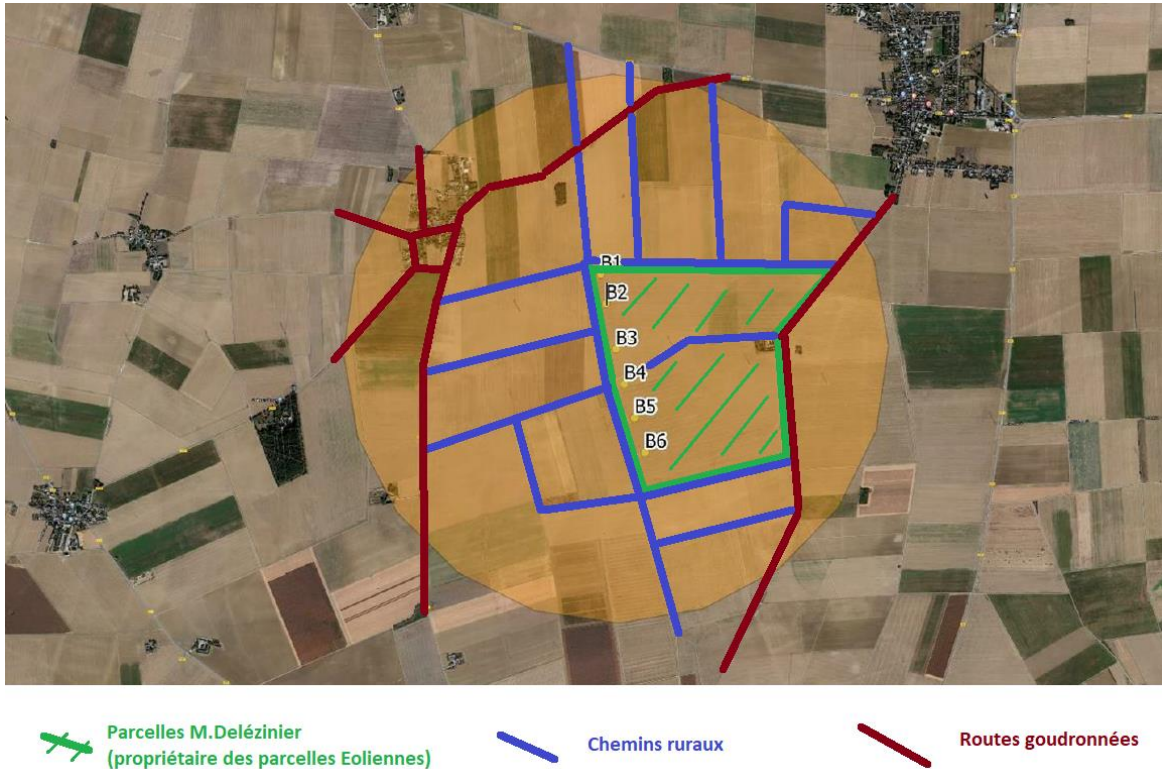 B1
B2
B3
B4
B5
B6
Parcelles M.Delézinier
(propriétaire des parcelles Eoliennes)
Chemins ruraux
Routes goudronnées